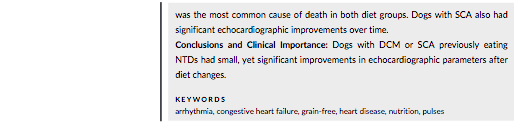 was the most common cause of death in both diet groups. Dogs with SCA also had
significant echocardiographic improvements over time.
Conclusions and Clinical Importance: Dogs with DCM or SCA previously eating
NTDs had small, yet significant improvements in echocardiographic parameters after
diet changes.
KEYWORDS
arrhythmia, congestive heart failure, grain-free, heart disease, nutrition, pulses